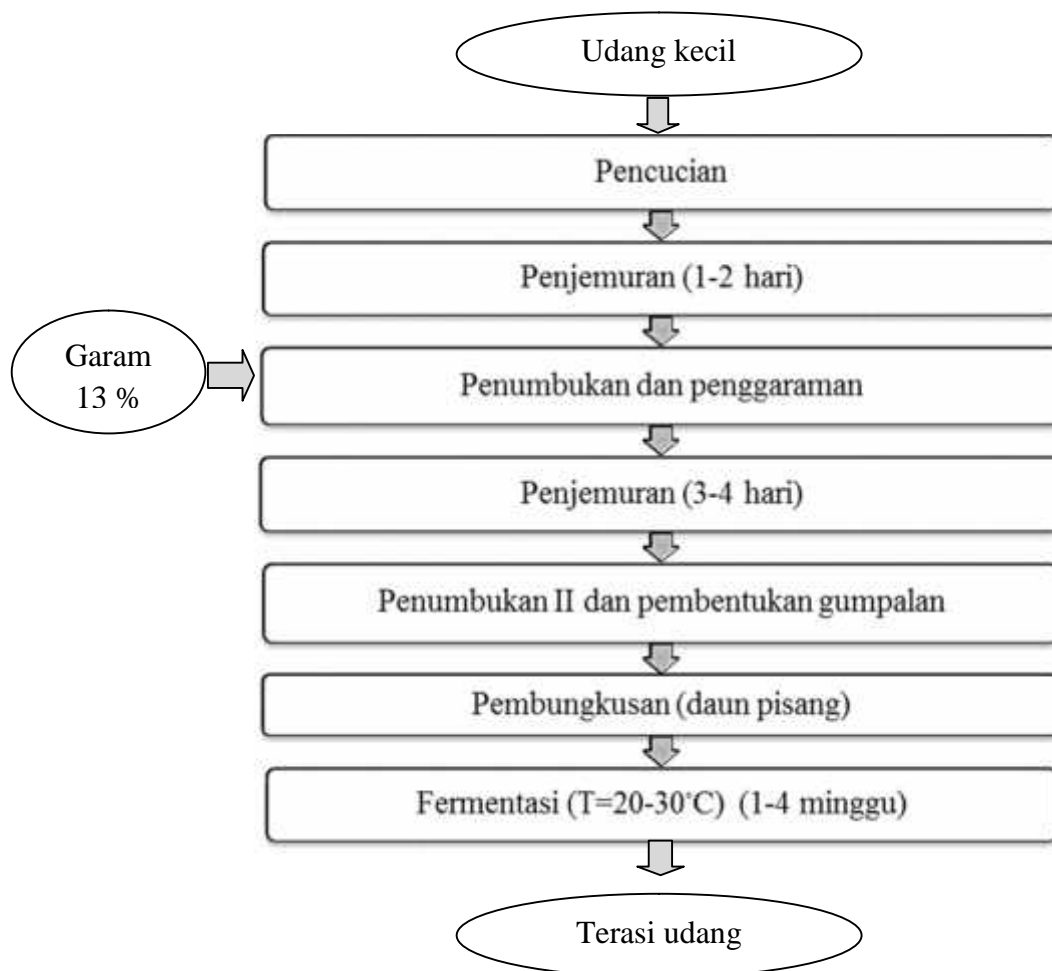 Udang kecil
Pencucian
Penjemuran (1-2 hari)
Garam
13 %
Penumbukan dan penggaraman
Penjemuran (3-4 hari)
Penumbukan II dan pembentukan gumpalan
Pembungkusan (daun pisang)
Fermentasi (T=20-30˚C) (1-4 minggu)
Terasi udang